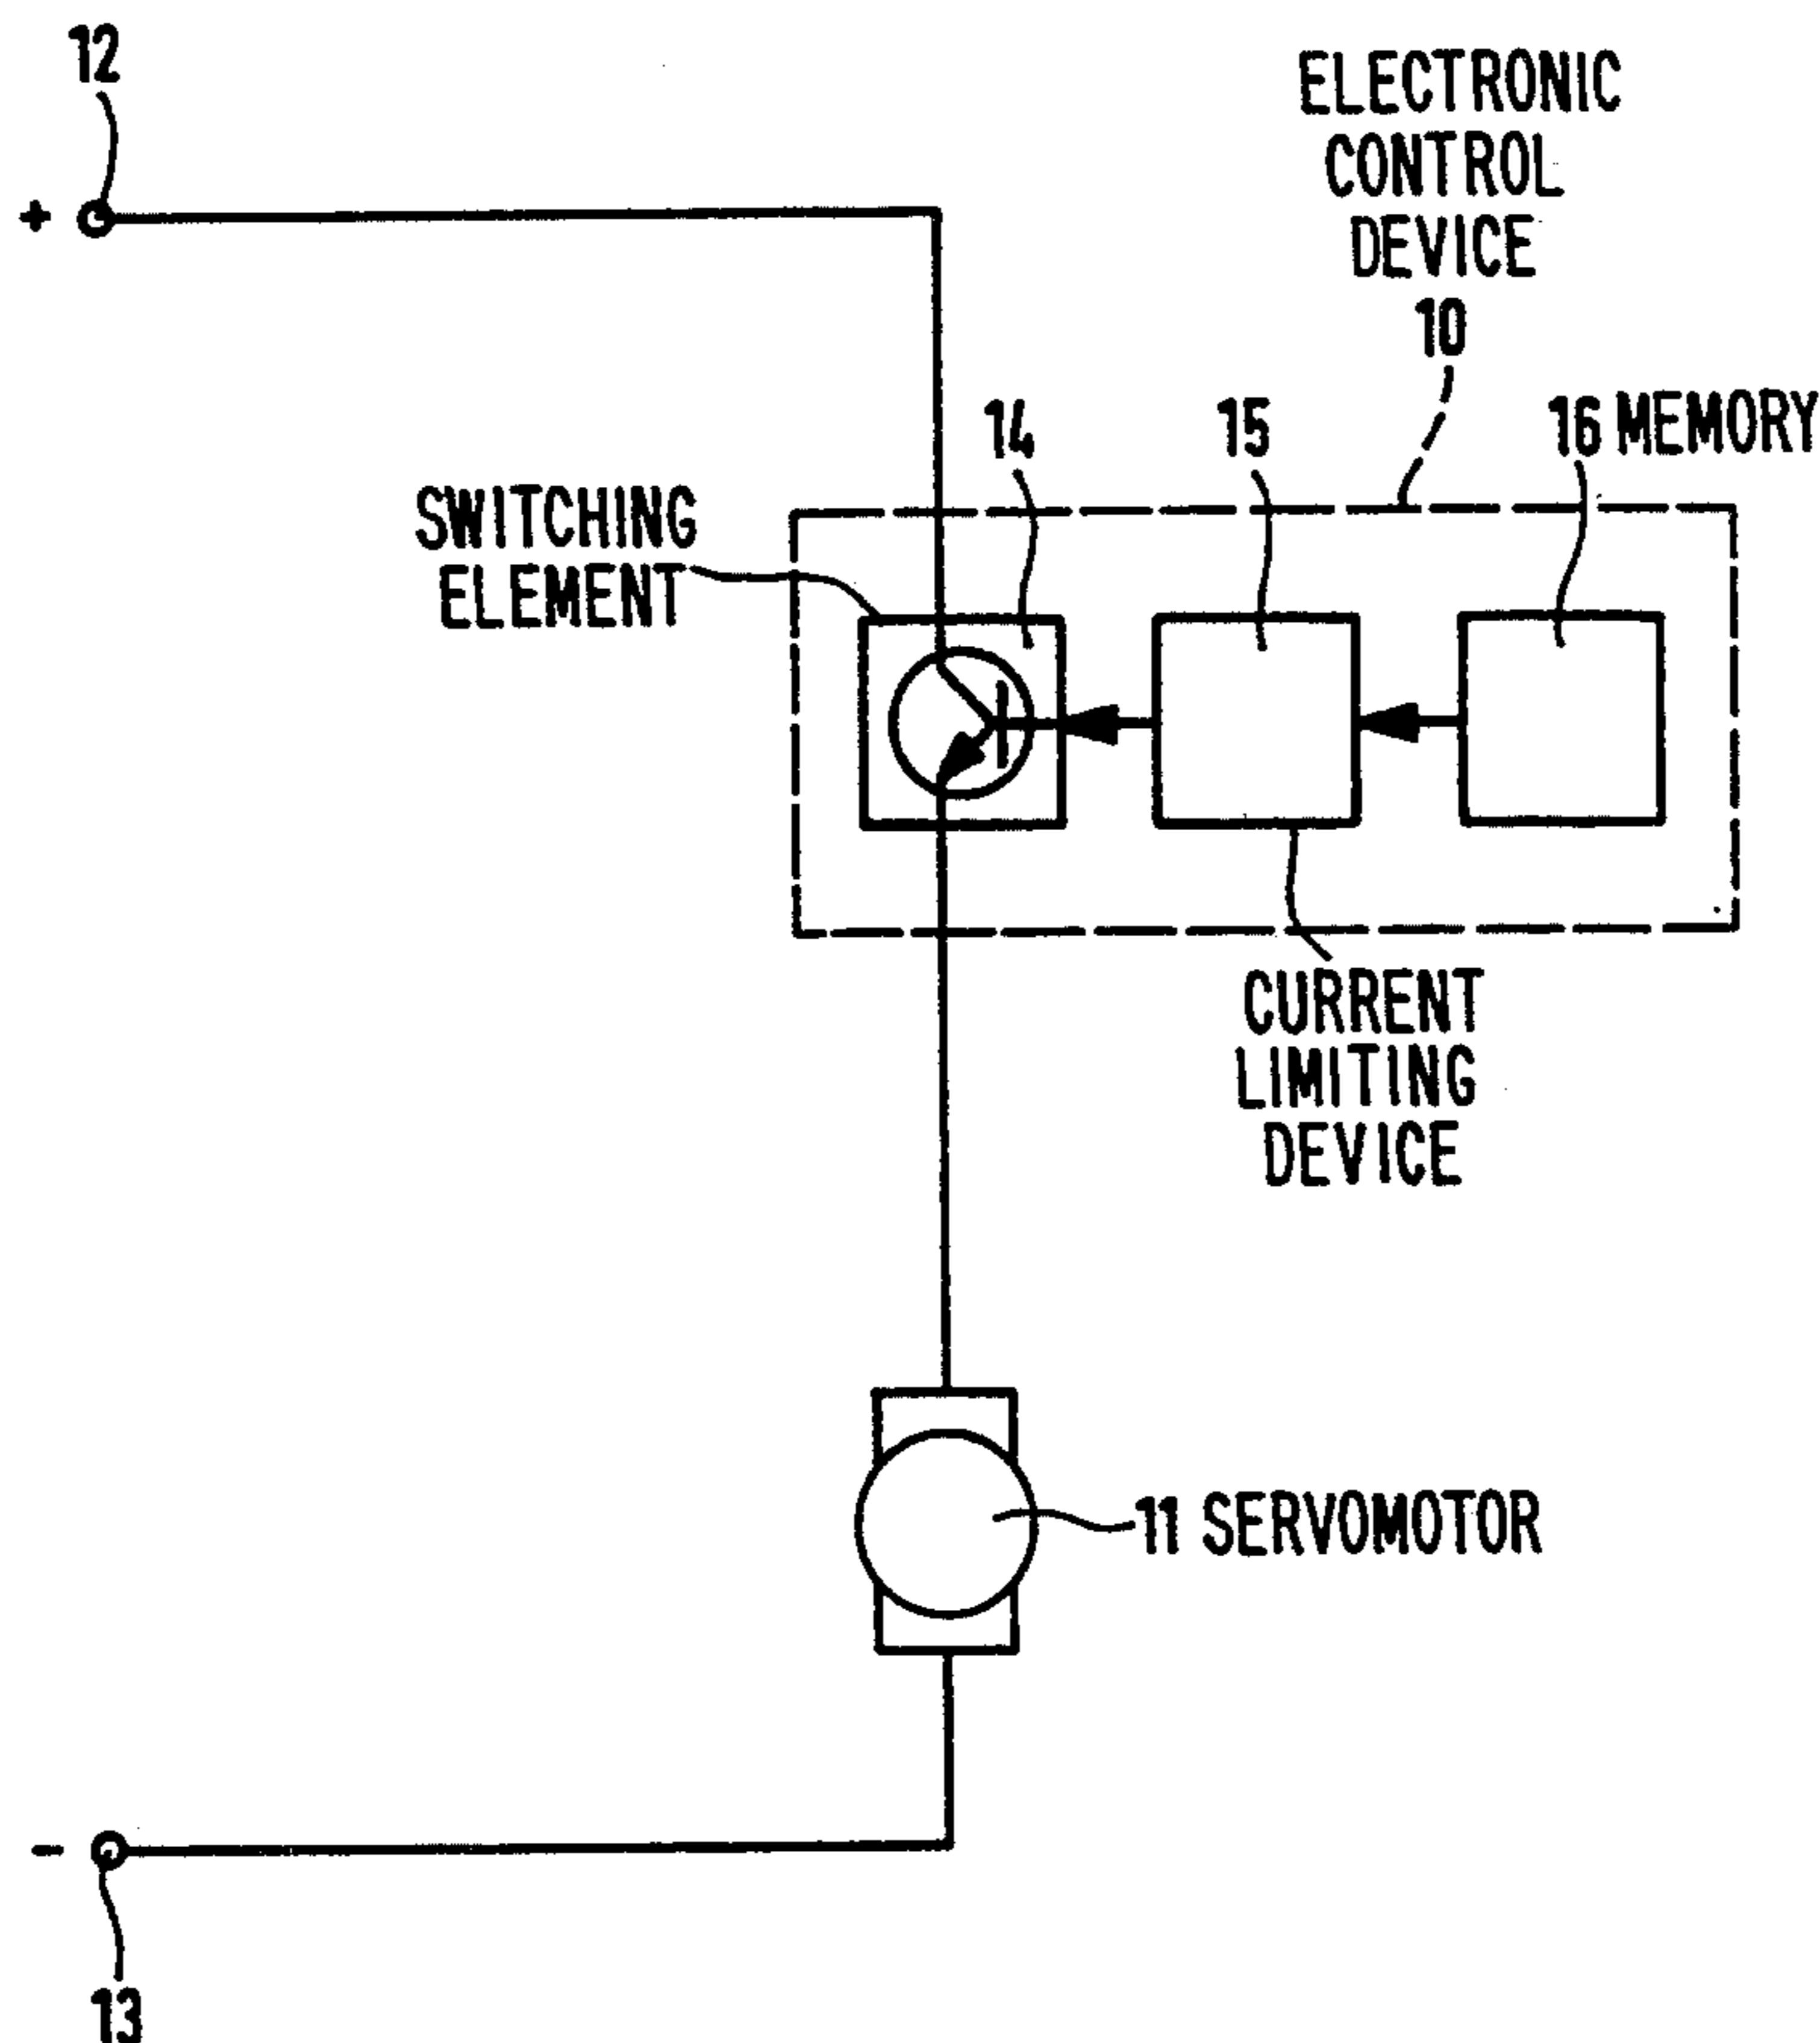 12
ELECTRONIC
CONTROL
DEVICE
10
+
14
15
16 MEMORY
SWITCHING
ELEMENT
CURRENT
LIMITING
DEVICE
11 SERVOMOTOR
-
13